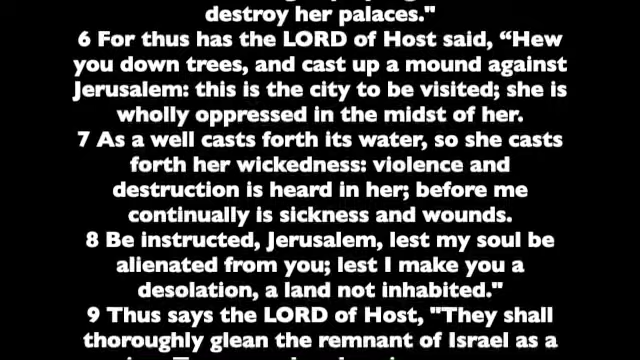 destroy her palaces."
6 For thus has the LORD of Host said, “Hew
you down trees, and cast up a mound against
Jerusalem: this is the city to be visited; she is
wholly oppressed in the midst of her.
7 As a well casts forth its water, so she casts
forth her wickedness: violence and
destruction is heard in her; before me
continually is sickness and wounds.
8 Be instructed, Jerusalem, lest my soul be
alienated from you; lest I make you a
desolation, a land not inhabited."
9 Thus says the LORD of Host, "They shall
thoroughly glean the remnant of Israel as a